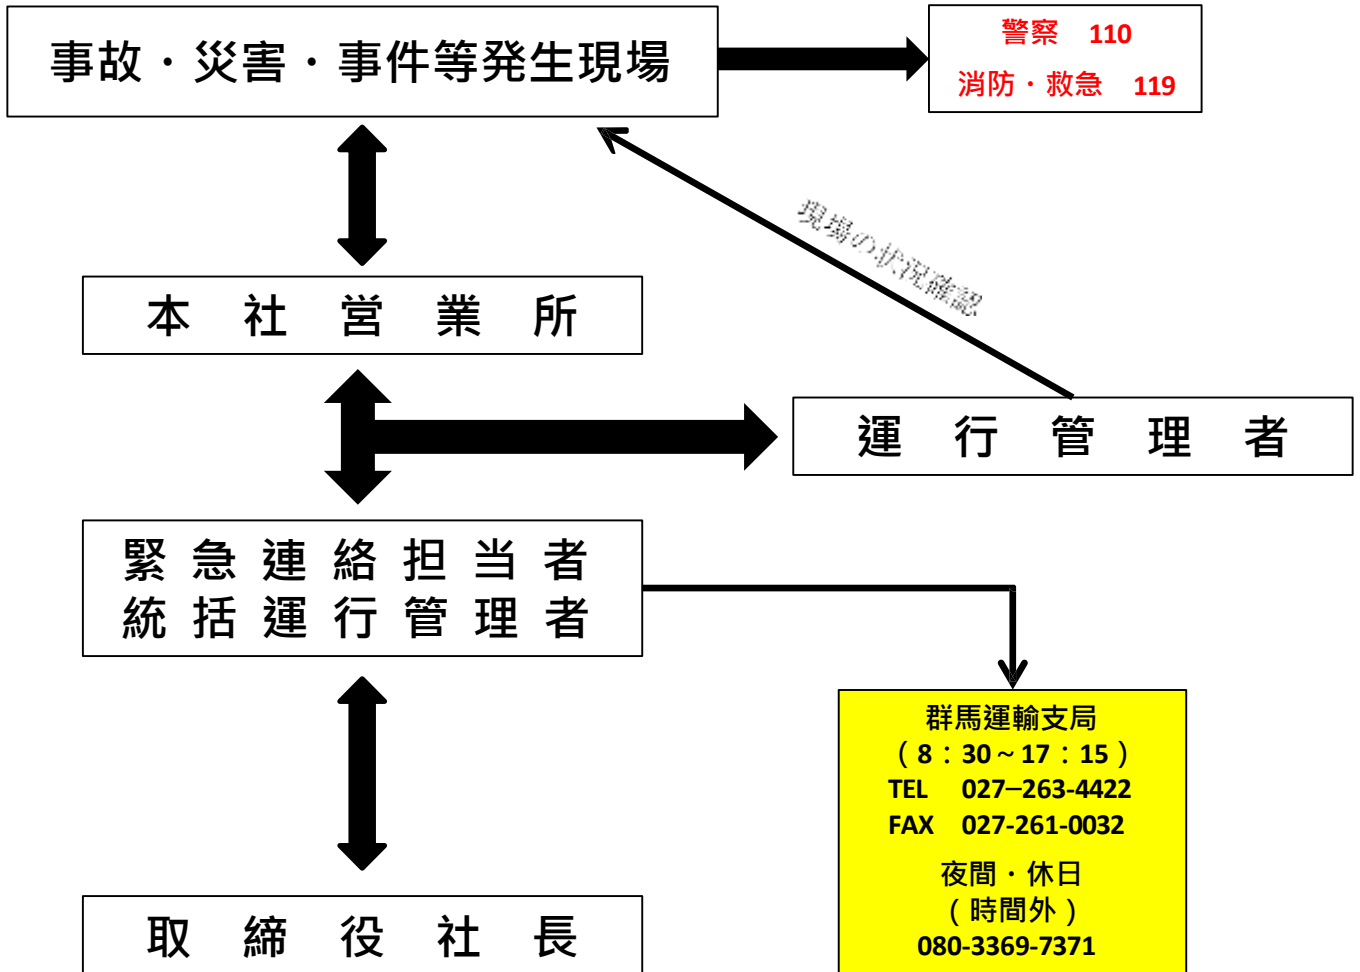 事故・災害・事件等発生現場
警察　110
消防・救急　119
現場の状況確認
本　社　営　業　所
運　行　管　理　者
緊 急 連 絡 担 当 者
統 括 運 行 管 理 者
群馬運輸支局
（ 8 : 30 ~ 17 : 15 ）
TEL　027−263-4422
FAX　027-261-0032
夜間・休日
（ 時間外 ）
080-3369-7371
取　締　役　社　長